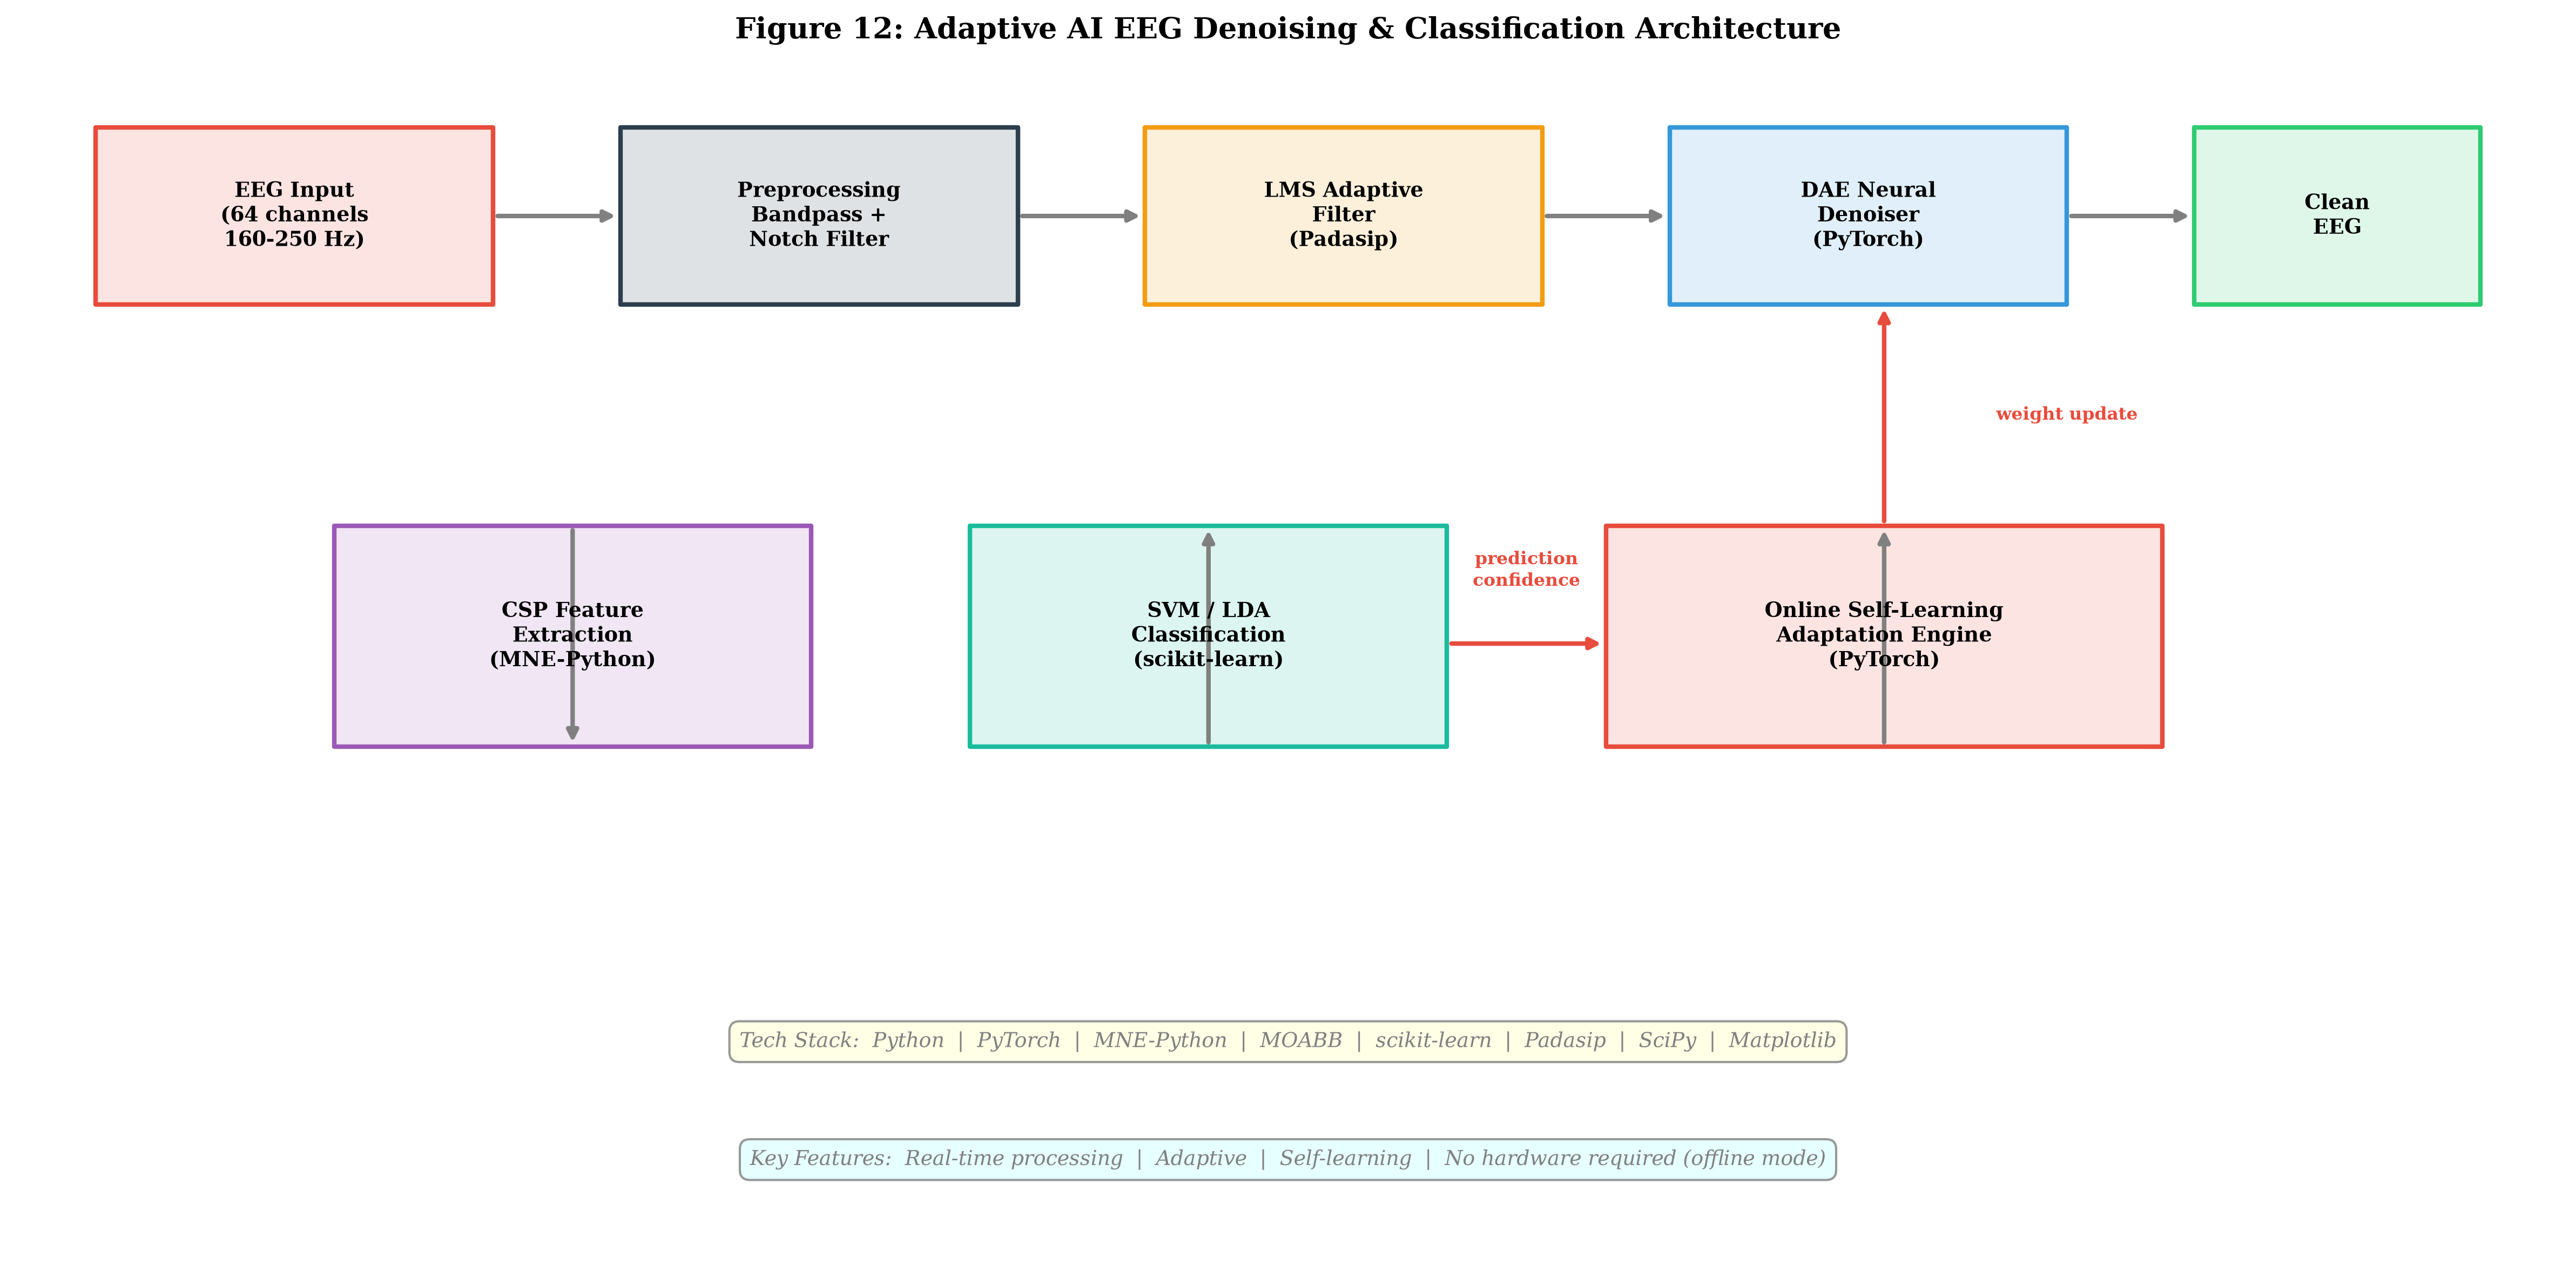 Figure 12: Adaptive AI EEG Denoising & Classification Architecture
EEG Input
(64 channels
160-250 Hz)
Preprocessing
Bandpass +
Notch Filter
LMS Adaptive
Filter
(Padasip)
DAE Neural
Denoiser
(PyTorch)
Clean
EEG
weight update
CSP Feature
Extraction
(MNE-Python)
SVM / LDA
Classification
(scikit-learn)
prediction
confidence
Online Self-Learning
Adaptation Engine
(PyTorch)
Tech Stack: Python | PyTorch | MNE-Python | MOABB | scikit-learn | Padasip | SciPy | Matplotlib
Key Features: Real-time processing | Adaptive | Self-learning | No hardware required (offline mode)